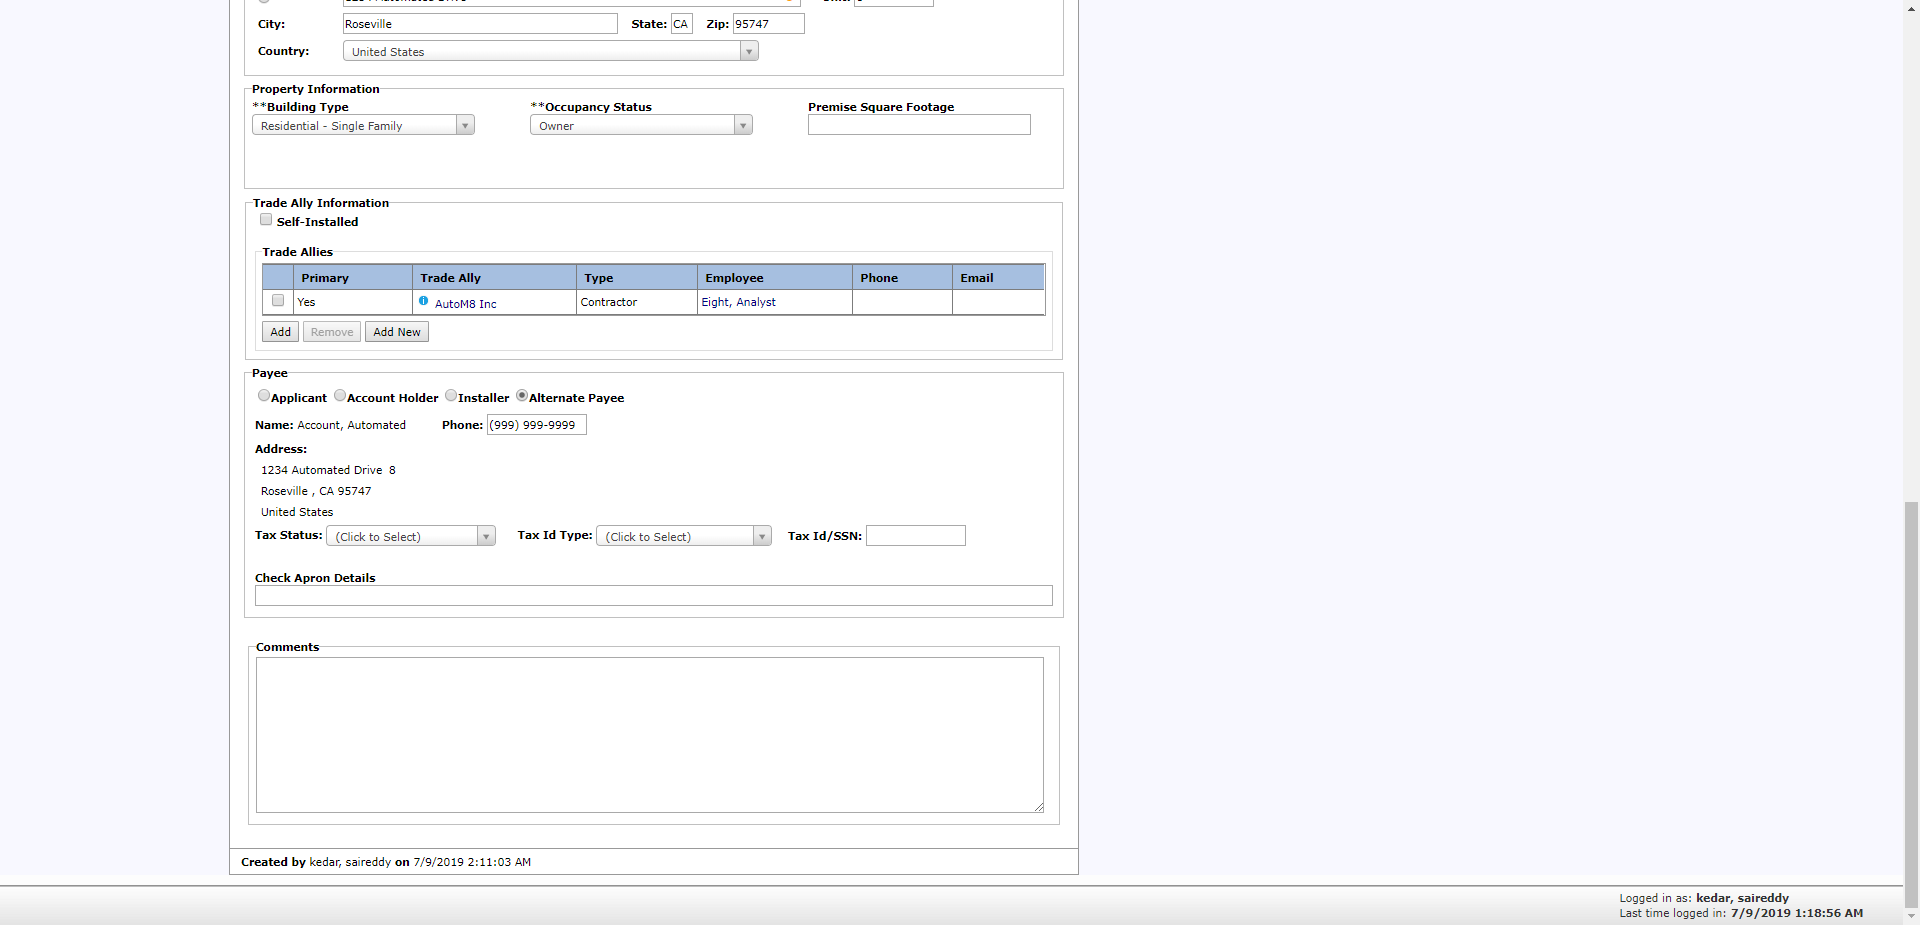 City: Roseville State: CA Zip: 95747
Country: United States
Property Information
**Building Type **Occupancy Status Premise Square Footage
Residential - Single Family Owner
Trade Ally Information
Self-Installed
Trade Allies
Primary Trade Ally Type Employee Phone Email
Yes AutoM8 Inc Contractor Eight, Analyst
Add Remove Add New
Payee
Applicant Account Holder Installer Alternate Payee
Name: Account, Automated Phone: (999) 999-9999
Address:
1234 Automated Drive 8
Roseville , CA 95747
United States
Tax Status: (Click to Select) Tax Id Type: (Click to Select) Tax Id/SSN:
Check Apron Details
Comments
Created by kedar, saireddy on 7/9/2019 2:11:03 AM
Logged in as: kedar, saireddy
Last time logged in: 7/9/2019 1:18:56 AM